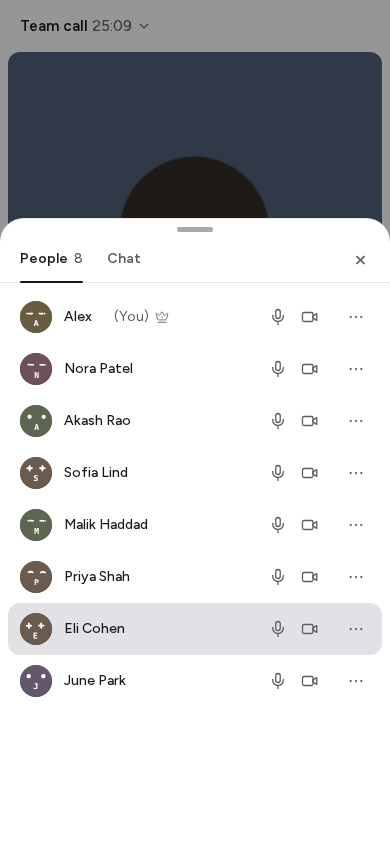 Team call 25:09
People 8 Chat
A
Alex (You)
N
Nora Patel
A
Akash Rao
S
Sofia Lind
M
Malik Haddad
P
Priya Shah
E
Eli Cohen
J
June Park